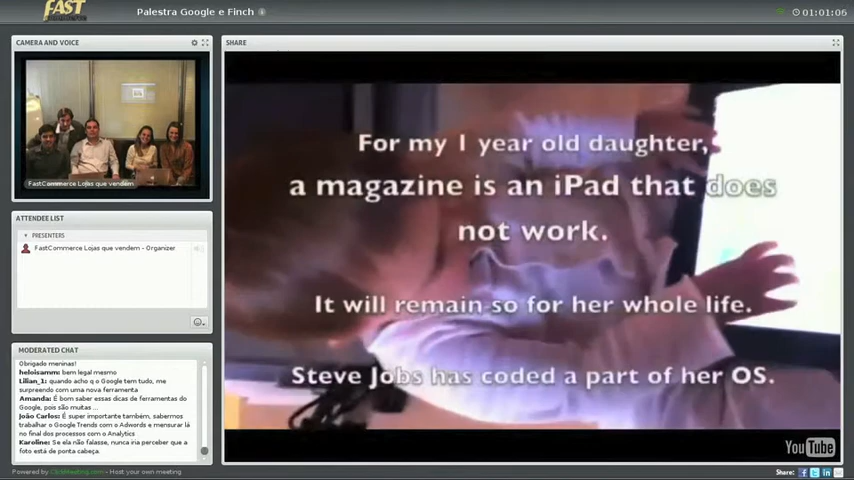 FAST
Palestra Google e Finch
01:01:06
CAMERA AND VOICE
FastCommerce Lojas que vendem
ATTENDEE LIST
PRESENTERS
FastCommerce Lojas que vendem - Organizer
MODERATED CHAT
Obrigado meninas!
heloisamm: bem legal mesmo
Lilian_1: quando acho q o Google tem tudo, me
surpreendo com uma nova ferramenta
Amanda: É bom saber essas dicas de ferramentas do
Google, pois são muitas ...
João Carlos: É super importante também, sabermos
trabalhar o Google Trends com o Adwords e mensurar lá
no final dos processos com o Analytics
Karoline: Se ela não falasse, nunca iria perceber que a
foto está de ponta cabeça.
Powered by ClickMeeting.com - Host your own meeting
SHARE
For my 1 year old daughter,
a magazine is an iPad that does
not work.
It will remain so for her whole life.
Steve Jobs has coded a part of her OS.
YouTube
Share: